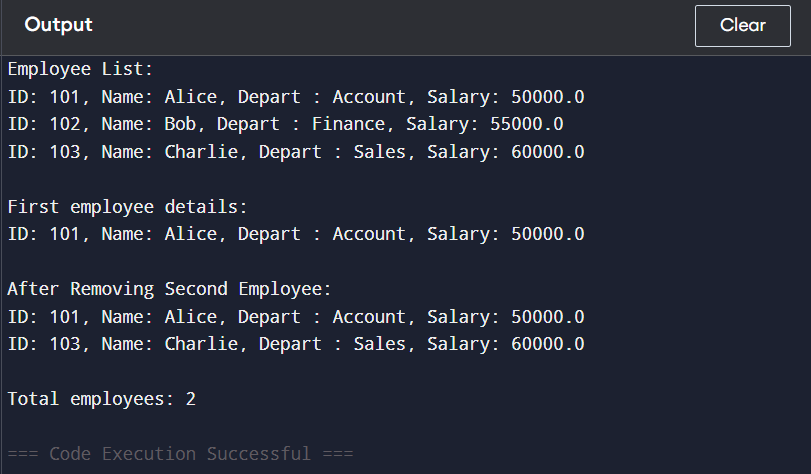 Output
Clear
Employee List:
ID: 101, Name: Alice, Depart : Account, Salary: 50000.0
ID: 102, Name: Bob, Depart : Finance, Salary: 55000.0
ID: 103, Name: Charlie, Depart : Sales, Salary: 60000.0
First employee details:
ID: 101, Name: Alice, Depart : Account, Salary: 50000.0
After Removing Second Employee:
ID: 101, Name: Alice, Depart : Account, Salary: 50000.0
ID: 103, Name: Charlie, Depart : Sales, Salary: 60000.0
Total employees: 2
=== Code Execution Successful ===